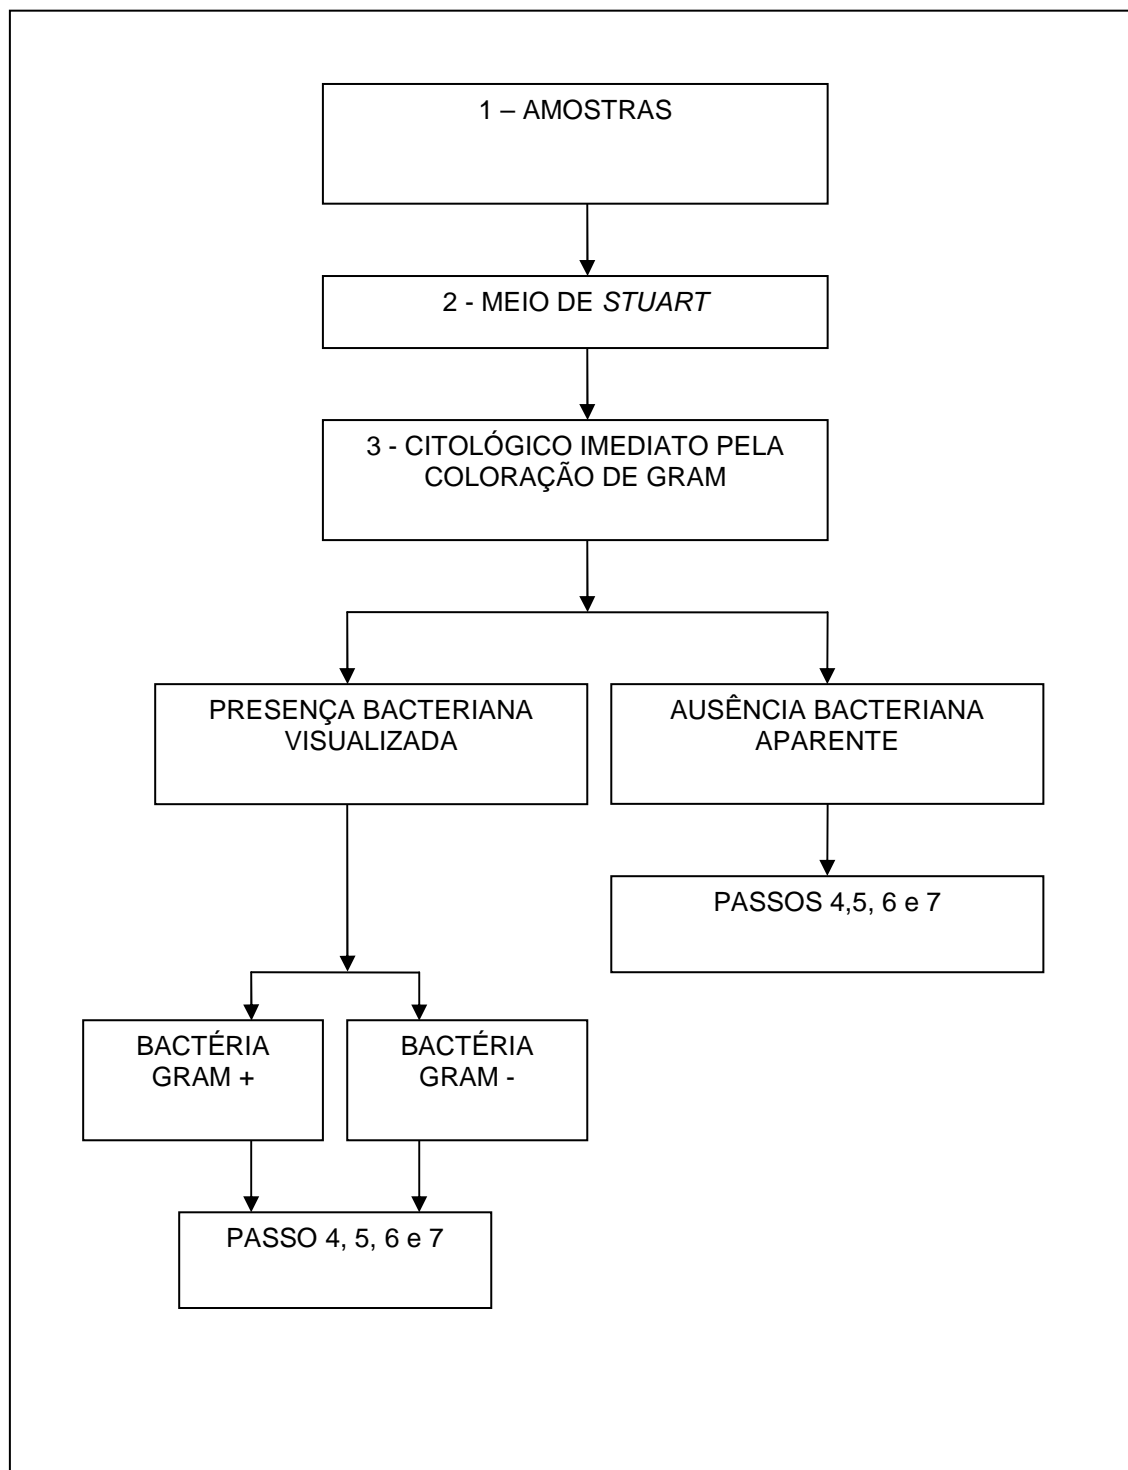 1 – AMOSTRAS
2 - MEIO DE STUART
3 - CITOLÓGICO IMEDIATO PELA
COLORAÇÃO DE GRAM
PRESENÇA BACTERIANA
VISUALIZADA
AUSÊNCIA BACTERIANA
APARENTE
PASSOS 4,5, 6 e 7
BACTÉRIA
GRAM +
BACTÉRIA
GRAM -
PASSO 4, 5, 6 e 7